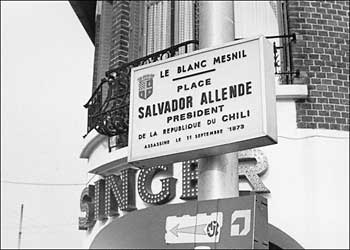 LE BLANC MESNIL
PLACE
SALVADOR ALLENDE
PRESIDENT
DE LA REPUBLIQUE DU CHILI
ASSASSINE LE 11 SEPTEMBRE 1973
SINGER